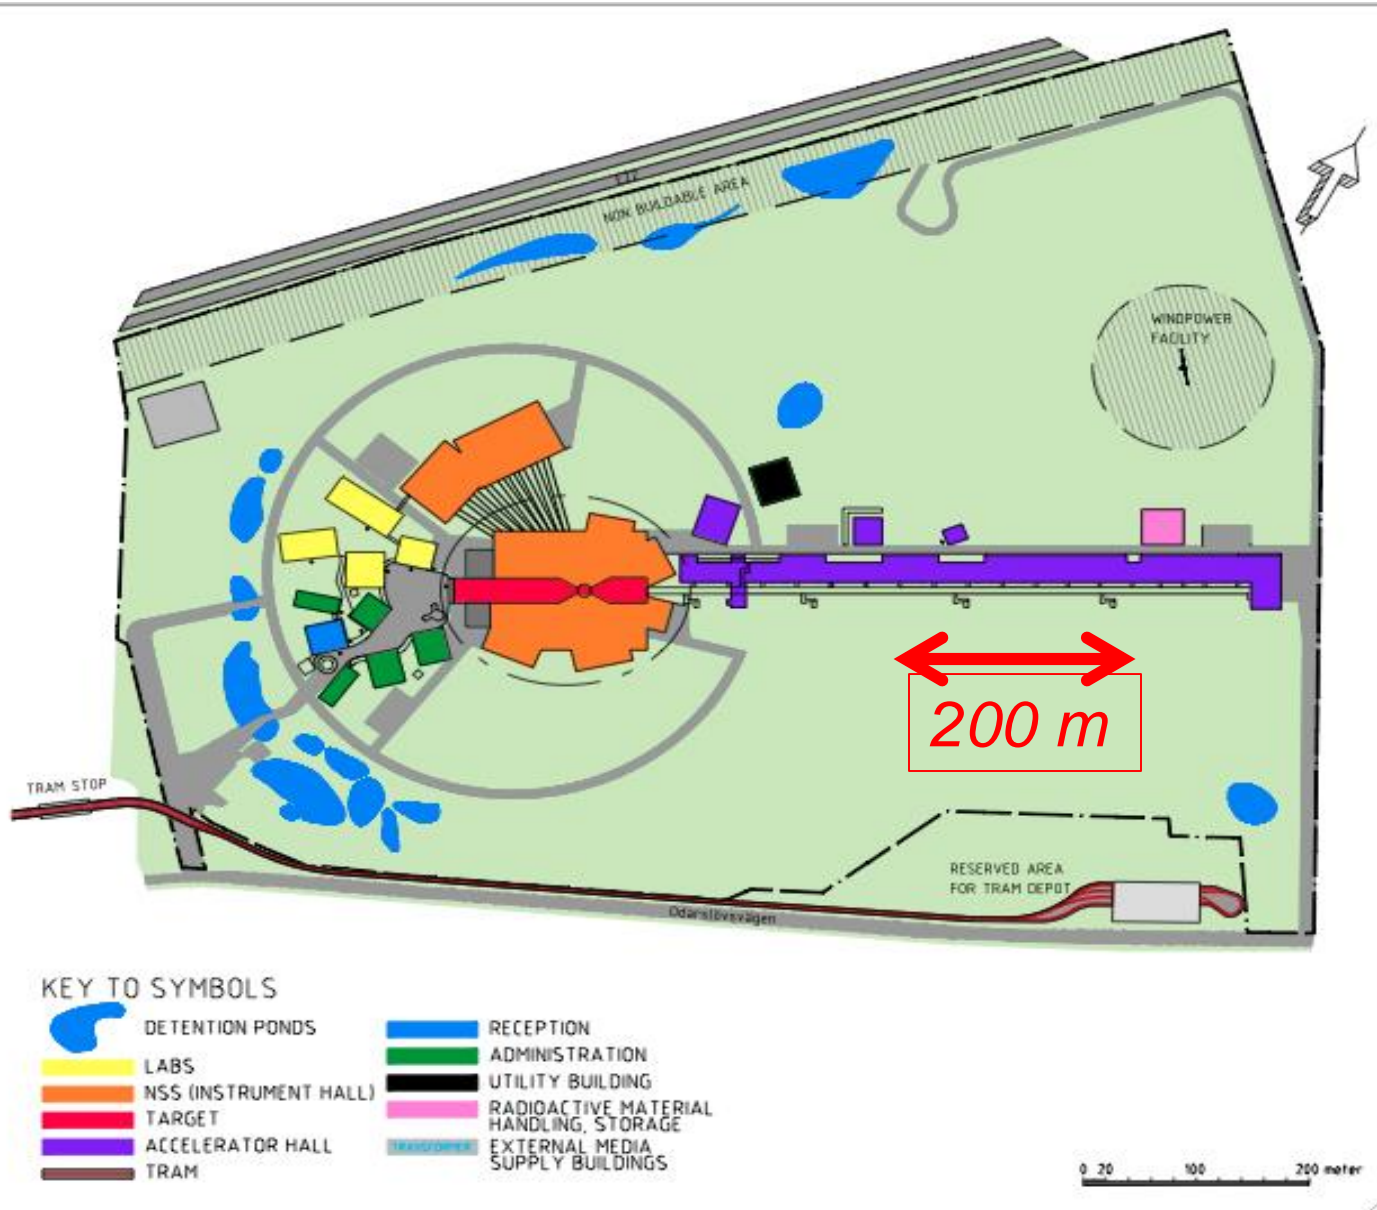 E22
NON BUILDABLE AREA
WINDPOWER
FACILITY
200 m
TRAM STOP
RESERVED AREA
FOR TRAM DEPOT
Odarslövsvägen
KEY TO SYMBOLS
DETENTION PONDS
LABS
NSS (INSTRUMENT HALL)
TARGET
ACCELERATOR HALL
TRAM
RECEPTION
ADMINISTRATION
UTILITY BUILDING
RADIOACTIVE MATERIAL
HANDLING, STORAGE
TRANSFORMER
EXTERNAL MEDIA
SUPPLY BUILDINGS
0 20 100 200 meter